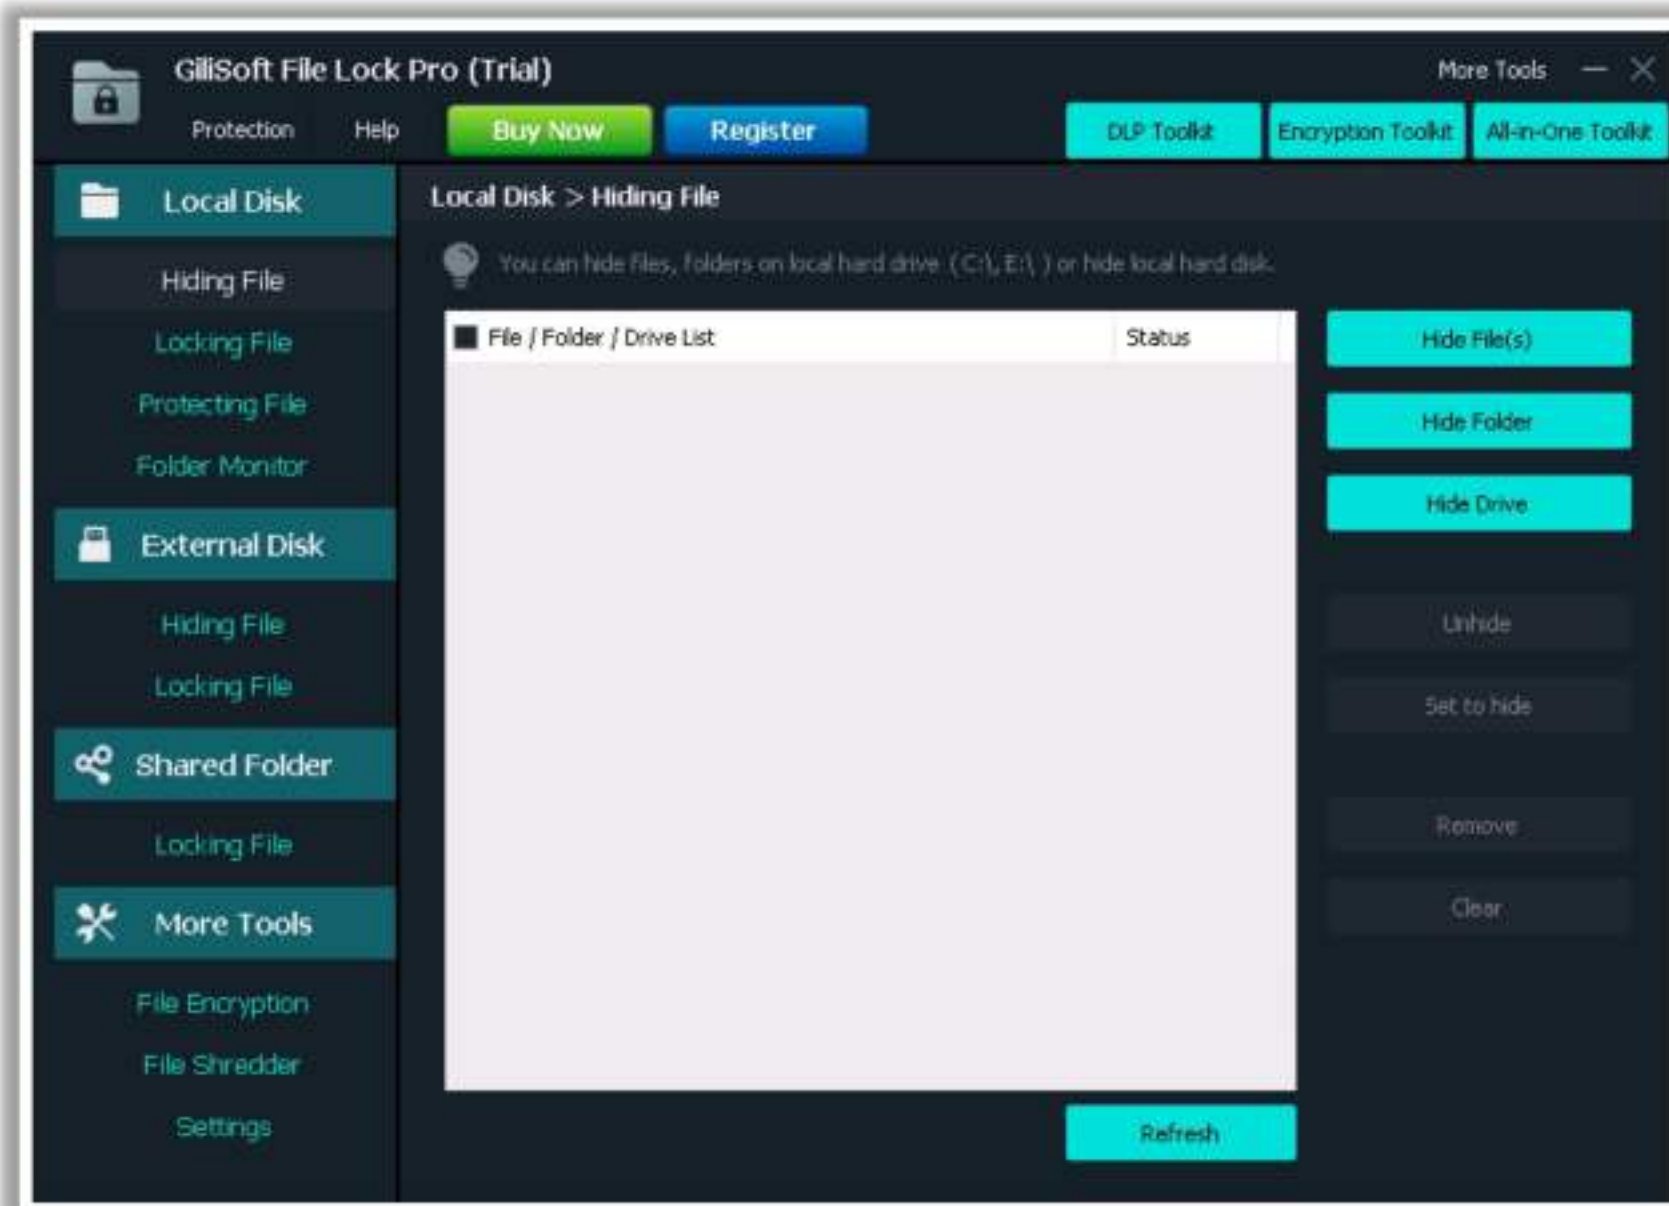 GiliSoft File Lock Pro (Trial)
More Tools
Protection Help Buy Now Register DLP Toolkit Encryption Toolkit All-in-One Toolkit
Local Disk
Hiding File
Locking File
Protecting File
Folder Monitor
External Disk
Hiding File
Locking File
Shared Folder
Locking File
More Tools
File Encryption
File Shredder
Settings
Local Disk > Hiding File
You can hide files, folders on local hard drive (C:\, E:\ ) or hide local hard disk.
File / Folder / Drive List Status
Hide File(s)
Hide Folder
Hide Drive
Unhide
Set to hide
Remove
Clear
Refresh